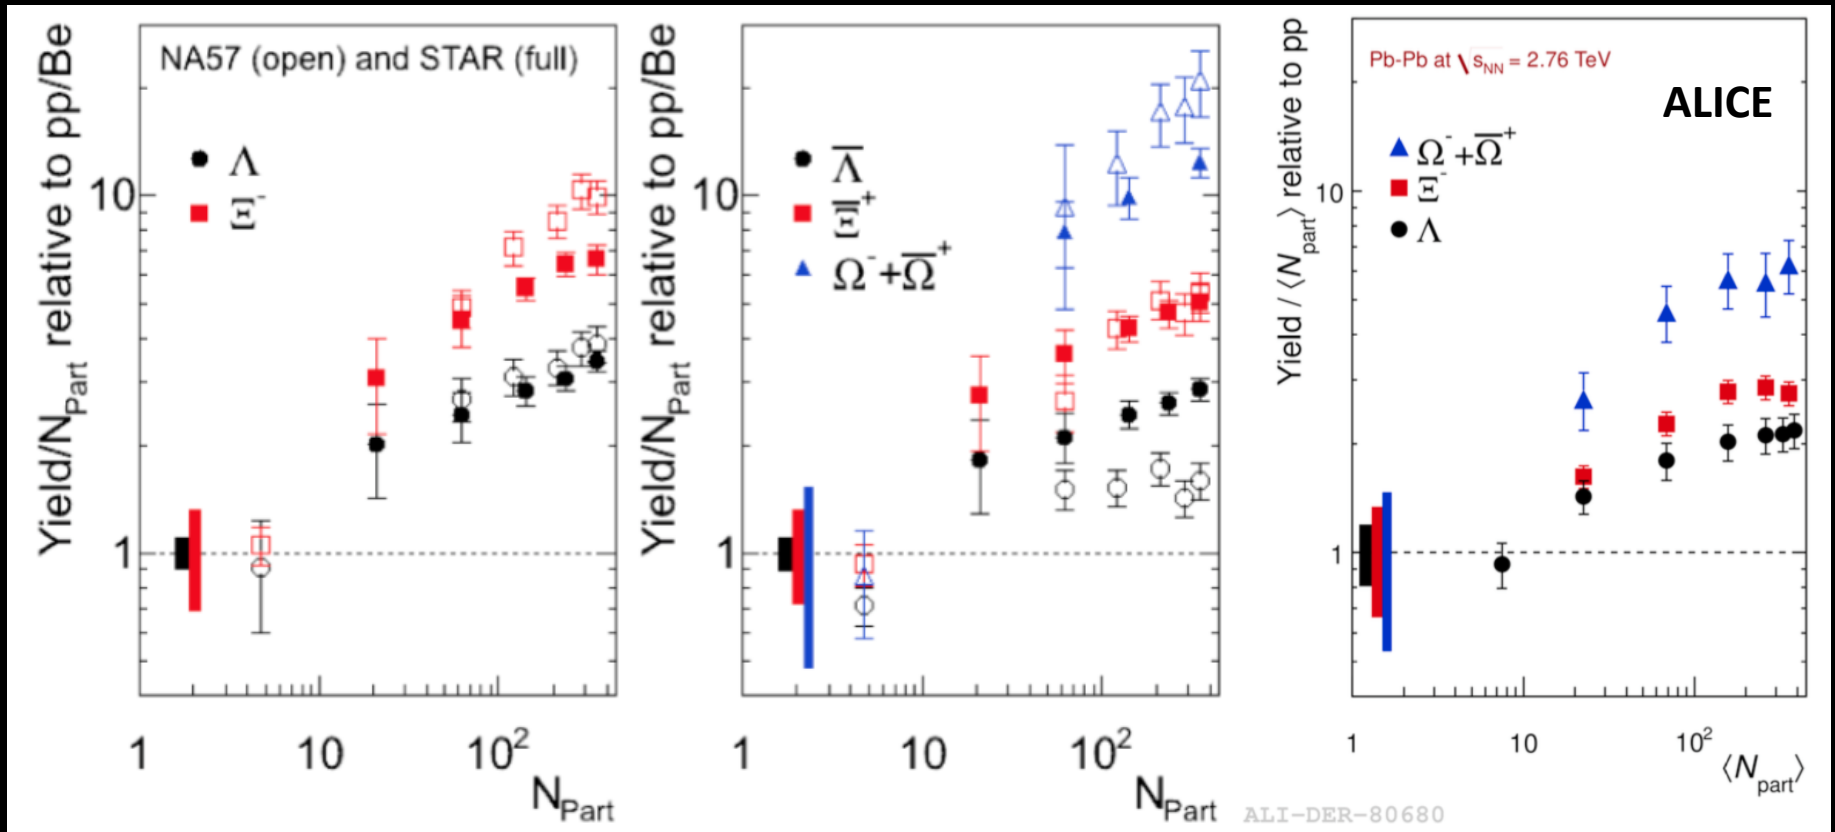 Yield/N_Part relative to pp/Be
NA57 (open) and STAR (full)
Λ
Ξ⁻
10
1
1 10 10²
N_Part
Yield/N_Part relative to pp/Be
Λ̅
Ξ̅⁺
Ω⁻+Ω̅⁺
10
1
1 10 10²
N_Part
Yield / ⟨N_part⟩ relative to pp
Pb-Pb at √s_NN = 2.76 TeV
ALICE
Ω⁻+Ω̅⁺
Ξ⁻
Λ
10
1
1 10 10²
⟨N_part⟩
ALI-DER-80680